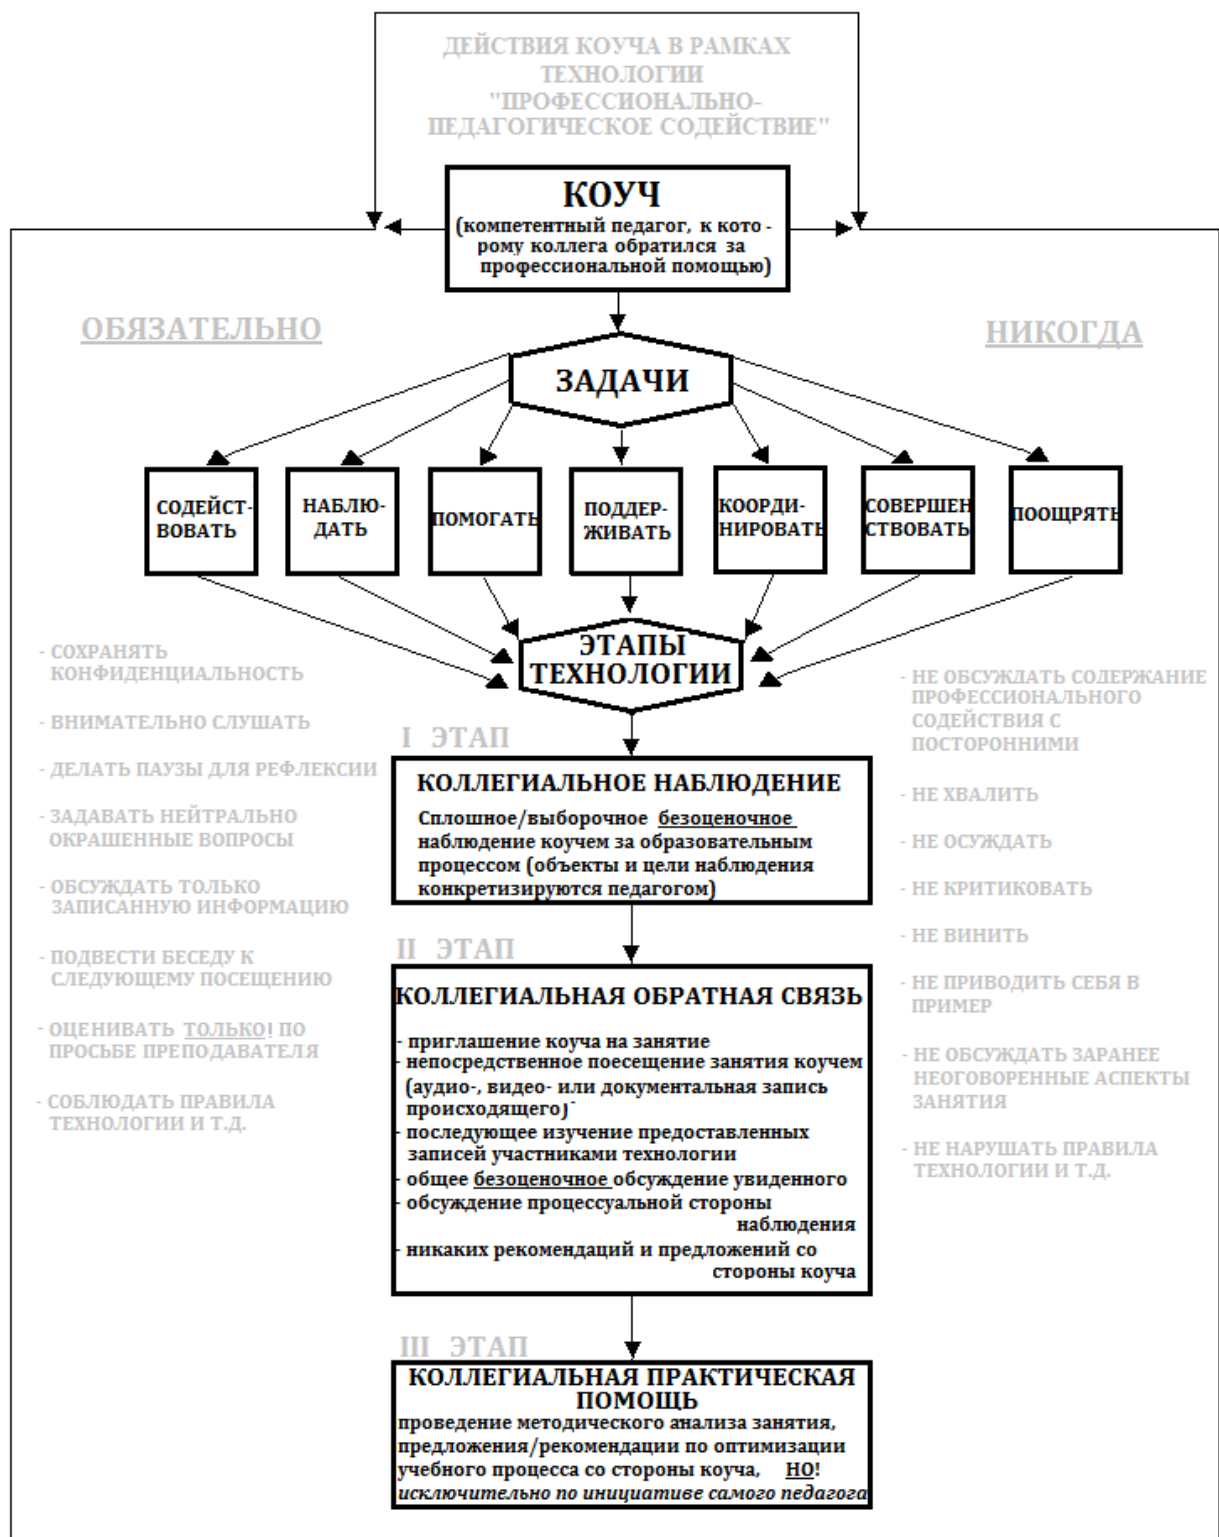 ДЕЙСТВИЯ КОУЧА В РАМКАХ
ТЕХНОЛОГИИ
"ПРОФЕССИОНАЛЬНО-
ПЕДАГОГИЧЕСКОЕ СОДЕЙСТВИЕ"
КОУЧ
(компетентный педагог, к кото -
рому коллега обратился за
профессиональной помощью)
ОБЯЗАТЕЛЬНО
НИКОГДА
ЗАДАЧИ
СОДЕЙСТ-
ВОВАТЬ
НАБЛЮ-
ДАТЬ
ПОМОГАТЬ
ПОДДЕР-
ЖИВАТЬ
КООРДИ-
НИРОВАТЬ
СОВЕРШЕН
СТВОВАТЬ
ПООЩРЯТЬ
ЭТАПЫ
ТЕХНОЛОГИИ
- СОХРАНЯТЬ
КОНФИДЕНЦИАЛЬНОСТЬ
- ВНИМАТЕЛЬНО СЛУШАТЬ
- ДЕЛАТЬ ПАУЗЫ ДЛЯ РЕФЛЕКСИИ
- ЗАДАВАТЬ НЕЙТРАЛЬНО
ОКРАШЕННЫЕ ВОПРОСЫ
- ОБСУЖДАТЬ ТОЛЬКО
ЗАПИСАННУЮ ИНФОРМАЦИЮ
- ПОДВЕСТИ БЕСЕДУ К
СЛЕДУЮЩЕМУ ПОСЕЩЕНИЮ
- ОЦЕНИВАТЬ ТОЛЬКО! ПО
ПРОСЬБЕ ПРЕПОДАВАТЕЛЯ
- СОБЛЮДАТЬ ПРАВИЛА
ТЕХНОЛОГИИ И Т.Д.
I ЭТАП
КОЛЛЕГИАЛЬНОЕ НАБЛЮДЕНИЕ
Сплошное/выборочное безоценочное
наблюдение коучем за образовательным
процессом (объекты и цели наблюдения
конкретизируются педагогом)
II ЭТАП
КОЛЛЕГИАЛЬНАЯ ОБРАТНАЯ СВЯЗЬ
- приглашение коуча на занятие
- непосредственное поесещение занятия коучем
(аудио-, видео- или документальная запись
происходящего)
- последующее изучение предоставленных
записей участниками технологии
- общее безоценочное обсуждение увиденного
- обсуждение процессуальной стороны
наблюдения
- никаких рекомендаций и предложений со
стороны коуча
III ЭТАП
КОЛЛЕГИАЛЬНАЯ ПРАКТИЧЕСКАЯ
ПОМОЩЬ
проведение методического анализа занятия,
предложения/рекомендации по оптимизации
учебного процесса со стороны коуча, НО!
исключительно по инициативе самого педагога
- НЕ ОБСУЖДАТЬ СОДЕРЖАНИЕ
ПРОФЕССИОНАЛЬНОГО
СОДЕЙСТВИЯ С
ПОСТОРОННИМИ
- НЕ ХВАЛИТЬ
- НЕ ОСУЖДАТЬ
- НЕ КРИТИКОВАТЬ
- НЕ ВИНИТЬ
- НЕ ПРИВОДИТЬ СЕБЯ В
ПРИМЕР
- НЕ ОБСУЖДАТЬ ЗАРАНЕЕ
НЕОГОВОРЕННЫЕ АСПЕКТЫ
ЗАНЯТИЯ
- НЕ НАРУШАТЬ ПРАВИЛА
ТЕХНОЛОГИИ И Т.Д.